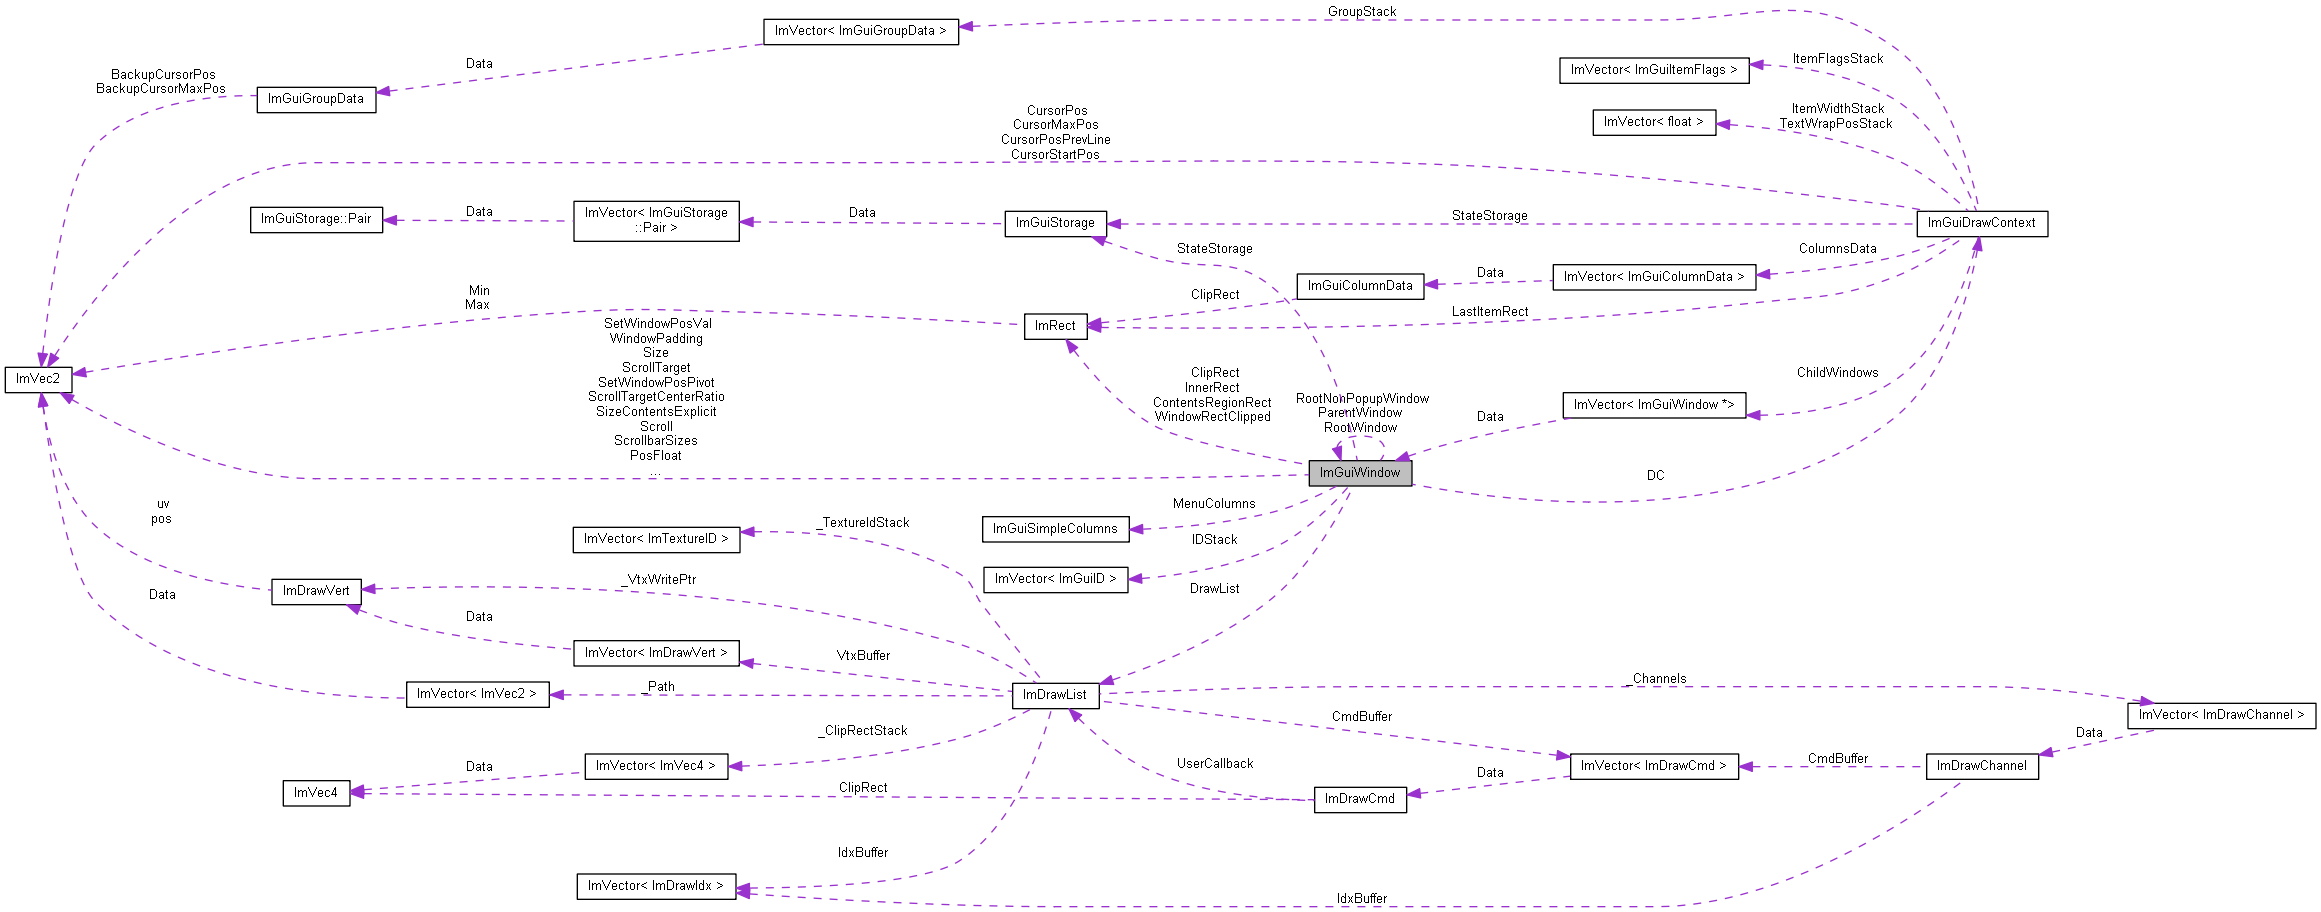 GroupStack
ImVector< ImGuiGroupData >
Data
BackupCursorPos
BackupCursorMaxPos
ImGuiGroupData
ItemFlagsStack
ImVector< ImGuiItemFlags >
ItemWidthStack
TextWrapPosStack
ImVector< float >
CursorPos
CursorMaxPos
CursorPosPrevLine
CursorStartPos
ImGuiStorage::Pair
Data
ImVector< ImGuiStorage
::Pair >
Data
ImGuiStorage
StateStorage
ImGuiDrawContext
StateStorage
ColumnsData
ImGuiColumnData
Data
ImVector< ImGuiColumnData >
Min
Max
ClipRect
ImRect
LastItemRect
SetWindowPosVal
WindowPadding
Size
ScrollTarget
SetWindowPosPivot
ScrollTargetCenterRatio
SizeContentsExplicit
Scroll
ScrollbarSizes
PosFloat
...
ImVec2
ClipRect
InnerRect
ContentsRegionRect
WindowRectClipped
RootNonPopupWindow
ParentWindow
RootWindow
ChildWindows
ImVector< ImGuiWindow *>
Data
ImGuiWindow
DC
uv
pos
MenuColumns
ImGuiSimpleColumns
_TextureIdStack
ImVector< ImTextureID >
IDStack
ImVector< ImGuiID >
_VtxWritePtr
ImDrawVert
DrawList
Data
Data
ImVector< ImDrawVert >
VtxBuffer
ImVector< ImVec2 >
_Path
ImDrawList
_Channels
ImVector< ImDrawChannel >
CmdBuffer
_ClipRectStack
Data
ImVector< ImVec4 >
Data
UserCallback
ImVector< ImDrawCmd >
CmdBuffer
ImDrawChannel
Data
ImVec4
ClipRect
ImDrawCmd
IdxBuffer
ImVector< ImDrawIdx >
IdxBuffer